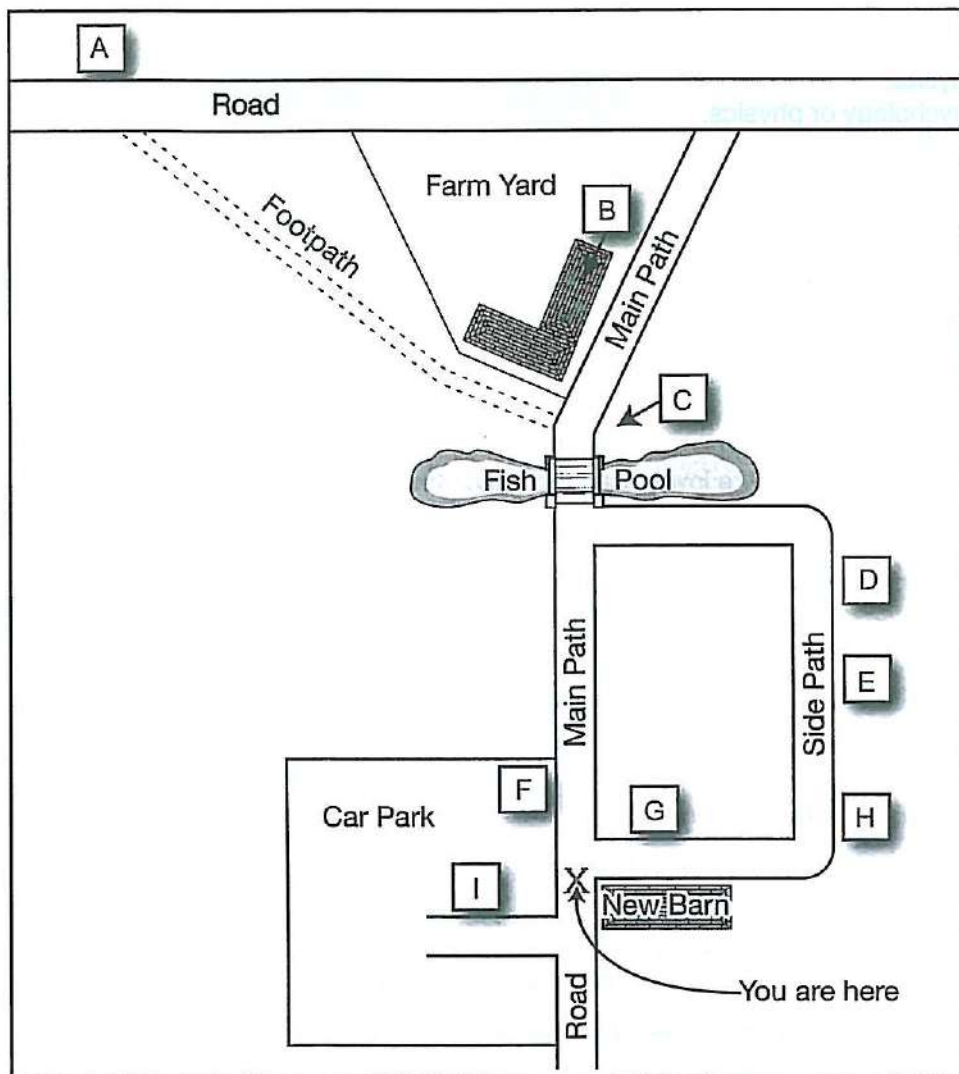 A
Road
Farm Yard
B
Footpath
Main Path
C
Fish Pool
D
Main Path
Side Path
E
F
G
H
Car Park
I
New Barn
X
You are here
Road